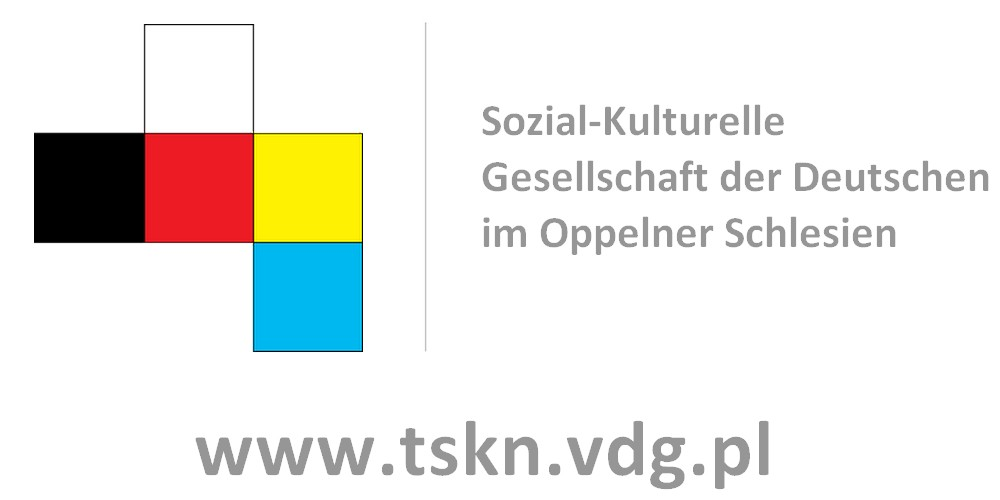 Sozial-Kulturelle
Gesellschaft der Deutschen
im Oppelner Schlesien
www.tskn.vdg.pl